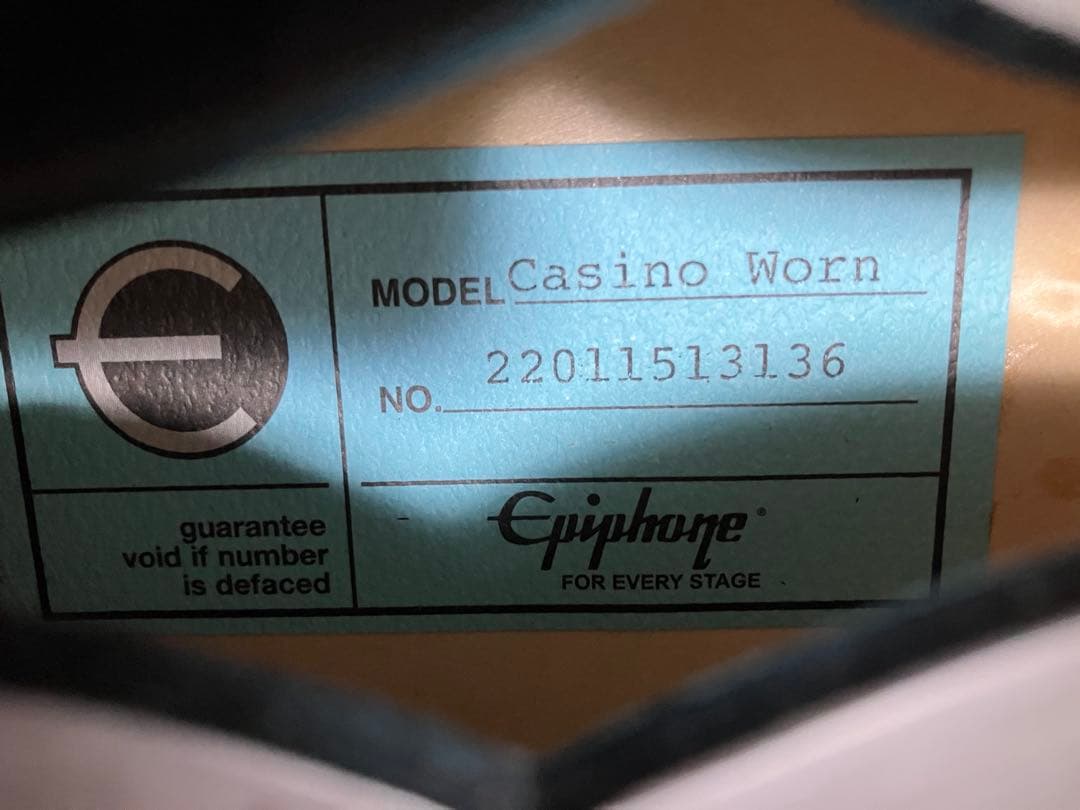 MODEL Casino Worn
NO. 22011513136
guarantee
void if number
is defaced
Epiphone®
FOR EVERY STAGE